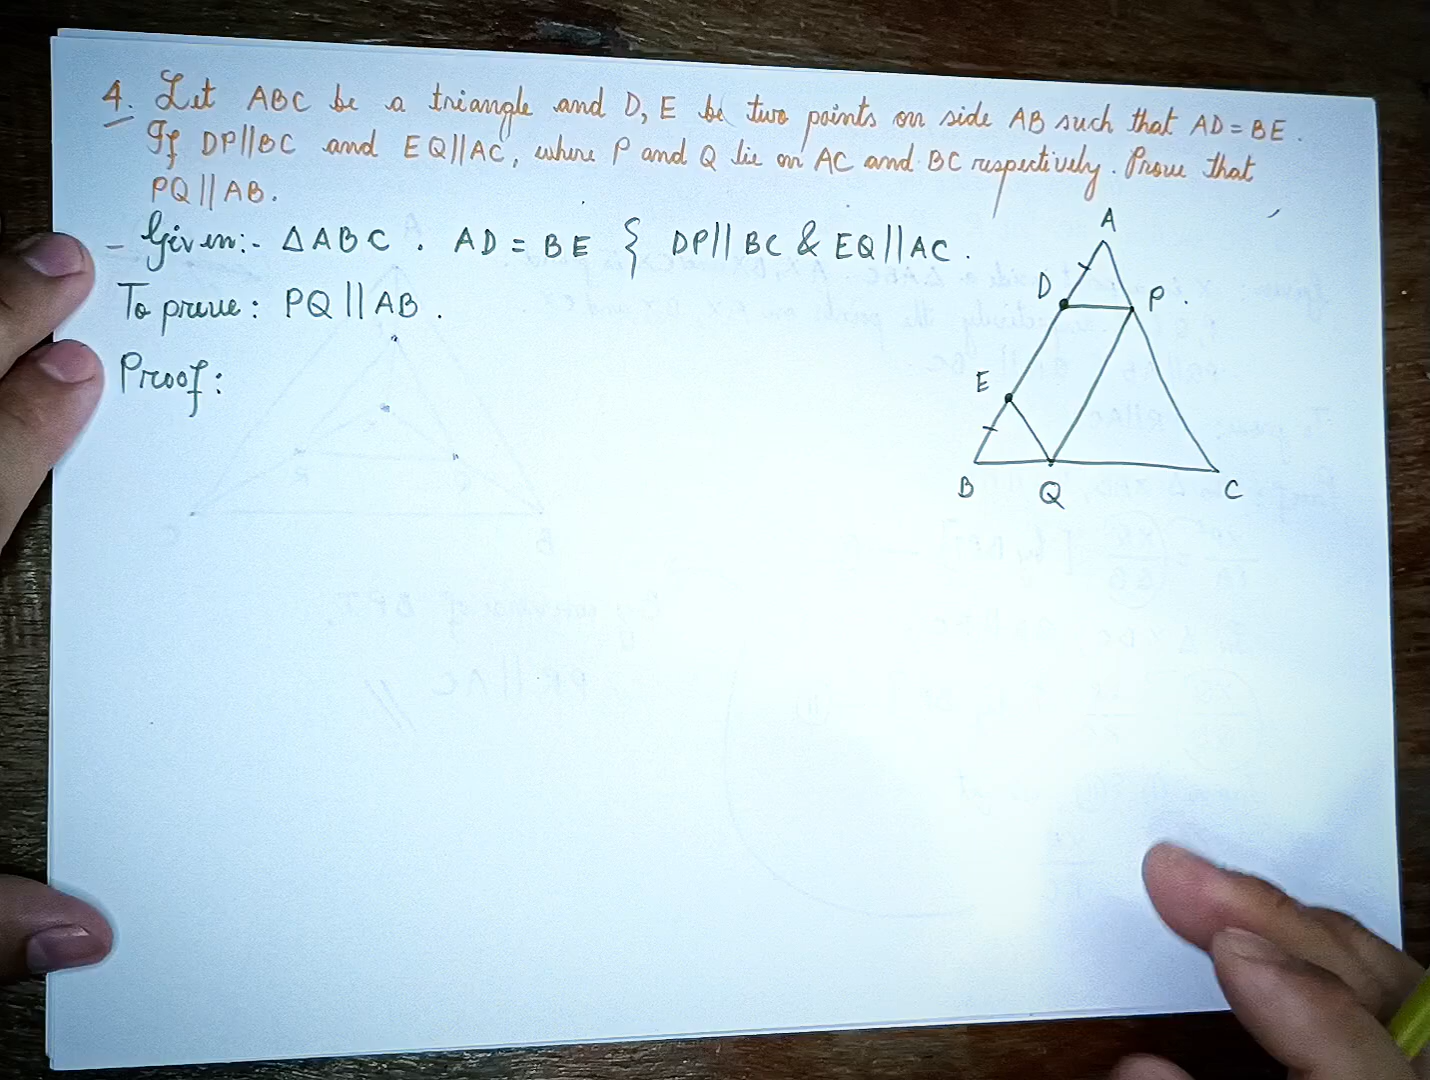 4. Let ABC be a triangle and D, E be two points on side AB such that AD = BE.
If DP||BC and EQ||AC, where P and Q lie on AC and BC respectively. Prove that
PQ || AB.
Given:- △ABC . AD = BE { DP || BC & EQ || AC .
To prove: PQ || AB .
Proof:
A
D
P .
E
B
Q
C